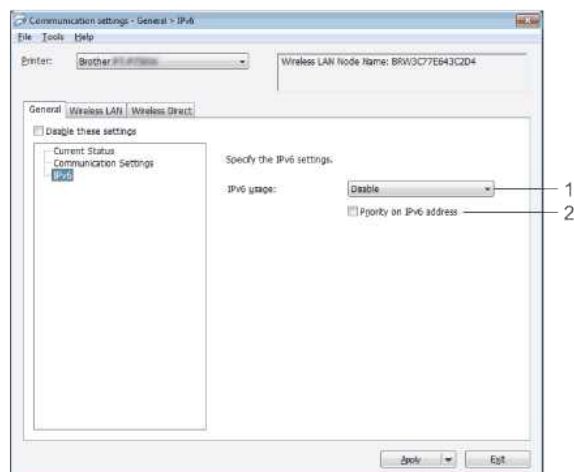 Communication settings - General > IPv6
File Tools Help
Printer: Brother Wireless LAN Node Name: BRW3C77E643C2D4
General Wireless LAN Wireless Direct
Disable these settings
Current Status
Communication Settings
IPv6
Specify the IPv6 settings.
IPv6 usage: Disable 1
Priority on IPv6 address 2
Apply Exit